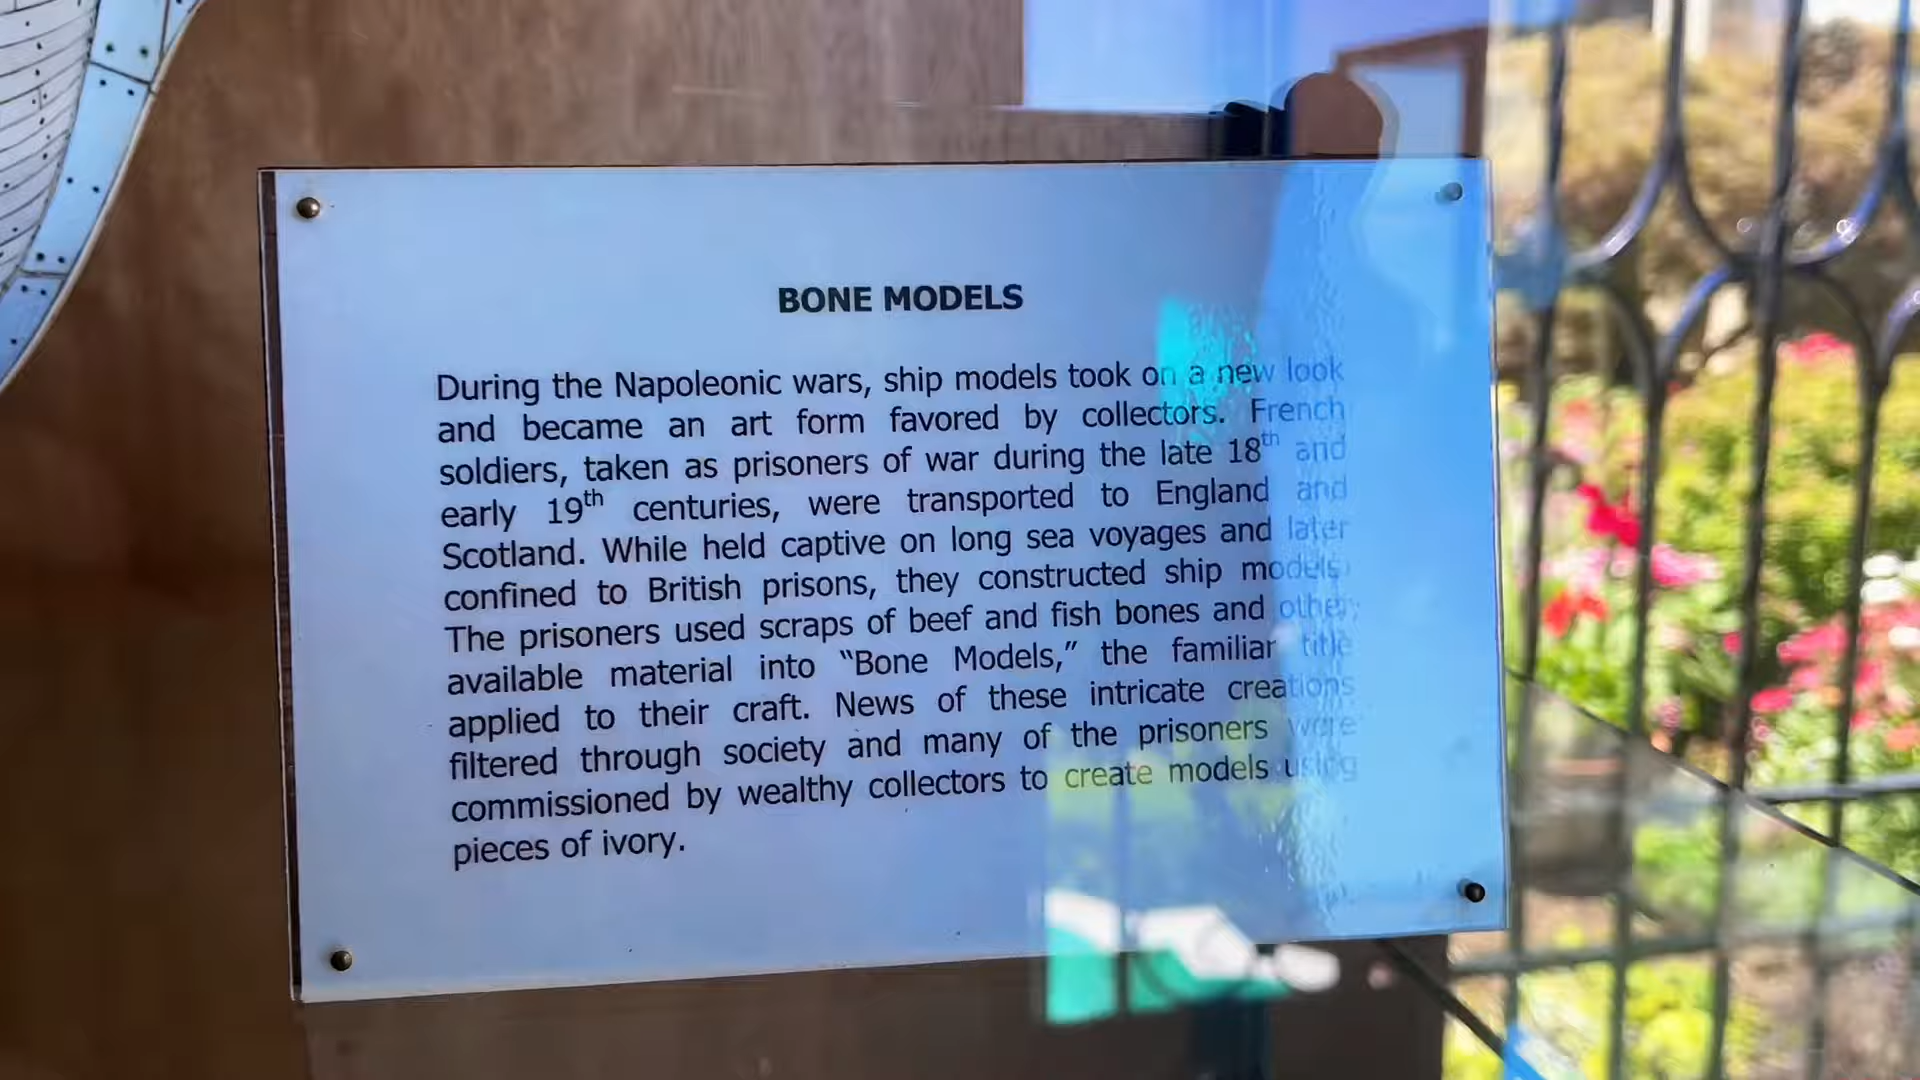 BONE MODELS
During the Napoleonic wars, ship models took on a new look
and became an art form favored by collectors. French
soldiers, taken as prisoners of war during the late 18th and
early 19th centuries, were transported to England and
Scotland. While held captive on long sea voyages and later
confined to British prisons, they constructed ship models.
The prisoners used scraps of beef and fish bones and other
available material into “Bone Models,” the familiar title
applied to their craft. News of these intricate creations
filtered through society and many of the prisoners were
commissioned by wealthy collectors to create models using
pieces of ivory.